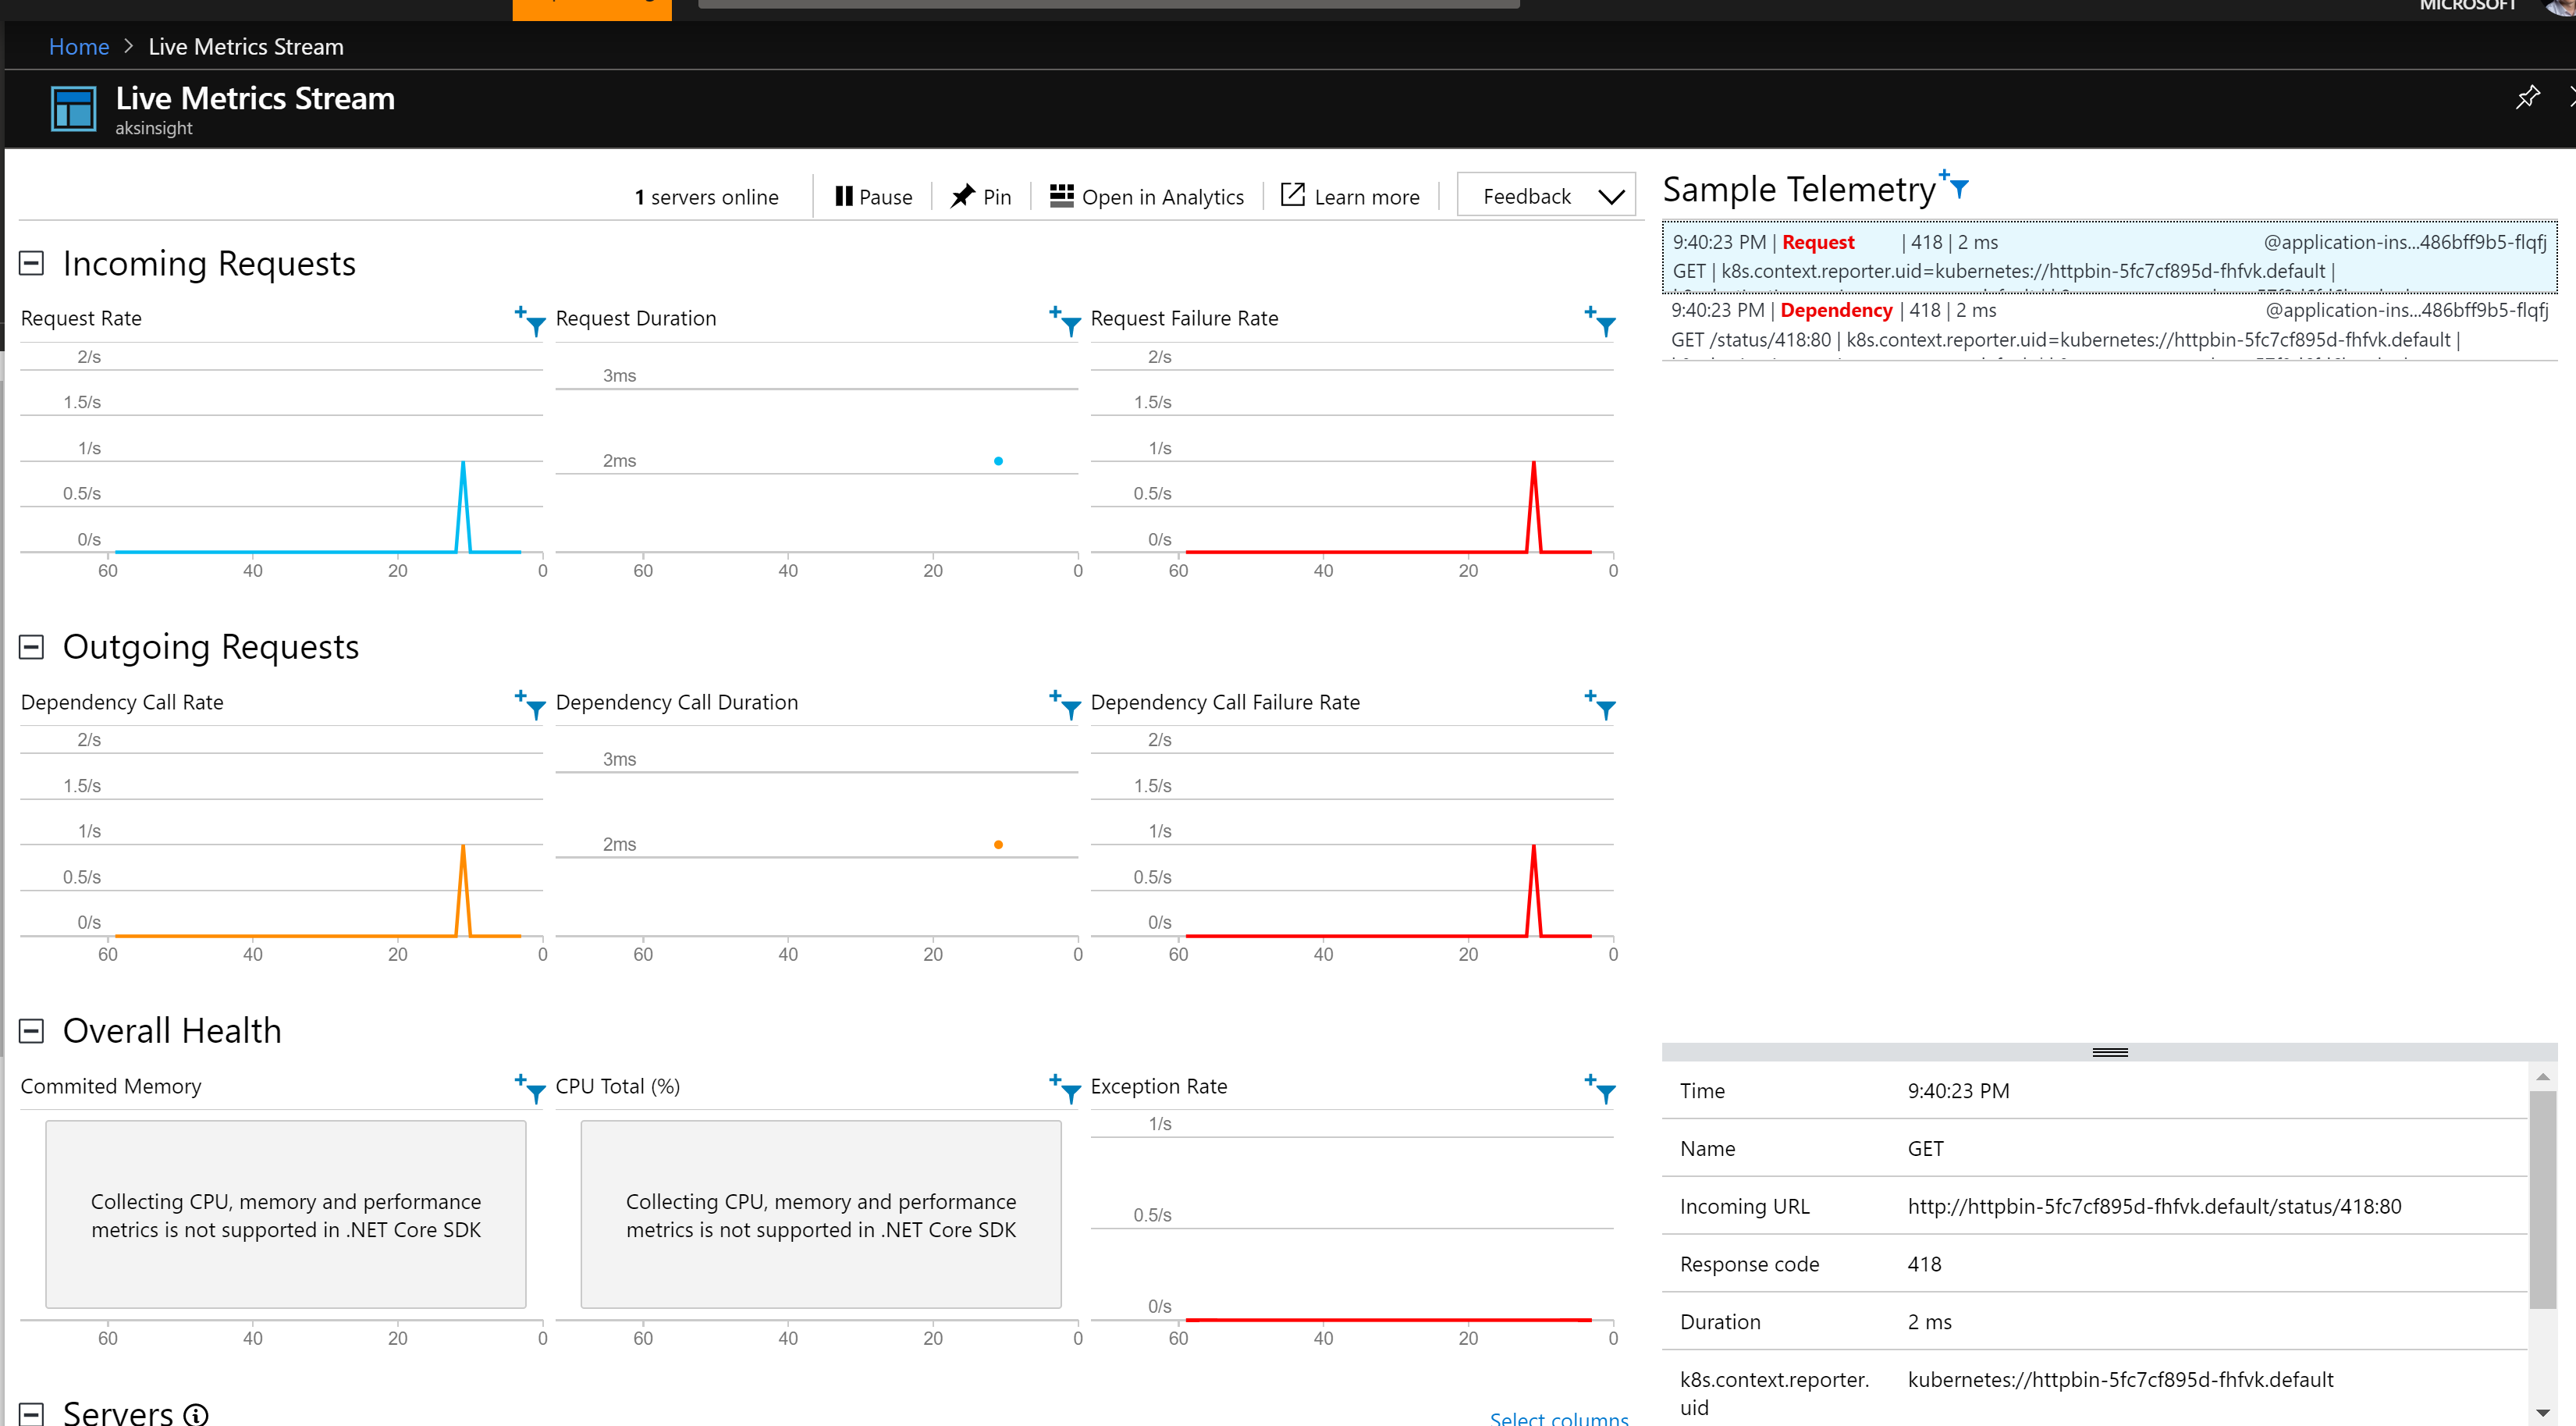 MICROSOFT
Home > Live Metrics Stream
Live Metrics Stream
aksinsight
1 servers online
Pause
Pin
Open in Analytics
Learn more
Feedback
Incoming Requests
Request Rate
2/s
1.5/s
1/s
0.5/s
0/s
60 40 20 0
Request Duration
3ms
2ms
60 40 20 0
Request Failure Rate
2/s
1.5/s
1/s
0.5/s
0/s
60 40 20 0
Outgoing Requests
Dependency Call Rate
2/s
1.5/s
1/s
0.5/s
0/s
60 40 20 0
Dependency Call Duration
3ms
2ms
60 40 20 0
Dependency Call Failure Rate
2/s
1.5/s
1/s
0.5/s
0/s
60 40 20 0
Overall Health
Commited Memory
Collecting CPU, memory and performance
metrics is not supported in .NET Core SDK
60 40 20 0
CPU Total (%)
Collecting CPU, memory and performance
metrics is not supported in .NET Core SDK
60 40 20 0
Exception Rate
1/s
0.5/s
0/s
60 40 20 0
Servers
Select columns
Sample Telemetry
9:40:23 PM | Request | 418 | 2 ms @application-ins...486bff9b5-flqfj
GET | k8s.context.reporter.uid=kubernetes://httpbin-5fc7cf895d-fhfvk.default |
9:40:23 PM | Dependency | 418 | 2 ms @application-ins...486bff9b5-flqfj
GET /status/418:80 | k8s.context.reporter.uid=kubernetes://httpbin-5fc7cf895d-fhfvk.default |
Time 9:40:23 PM
Name GET
Incoming URL http://httpbin-5fc7cf895d-fhfvk.default/status/418:80
Response code 418
Duration 2 ms
k8s.context.reporter. kubernetes://httpbin-5fc7cf895d-fhfvk.default
uid